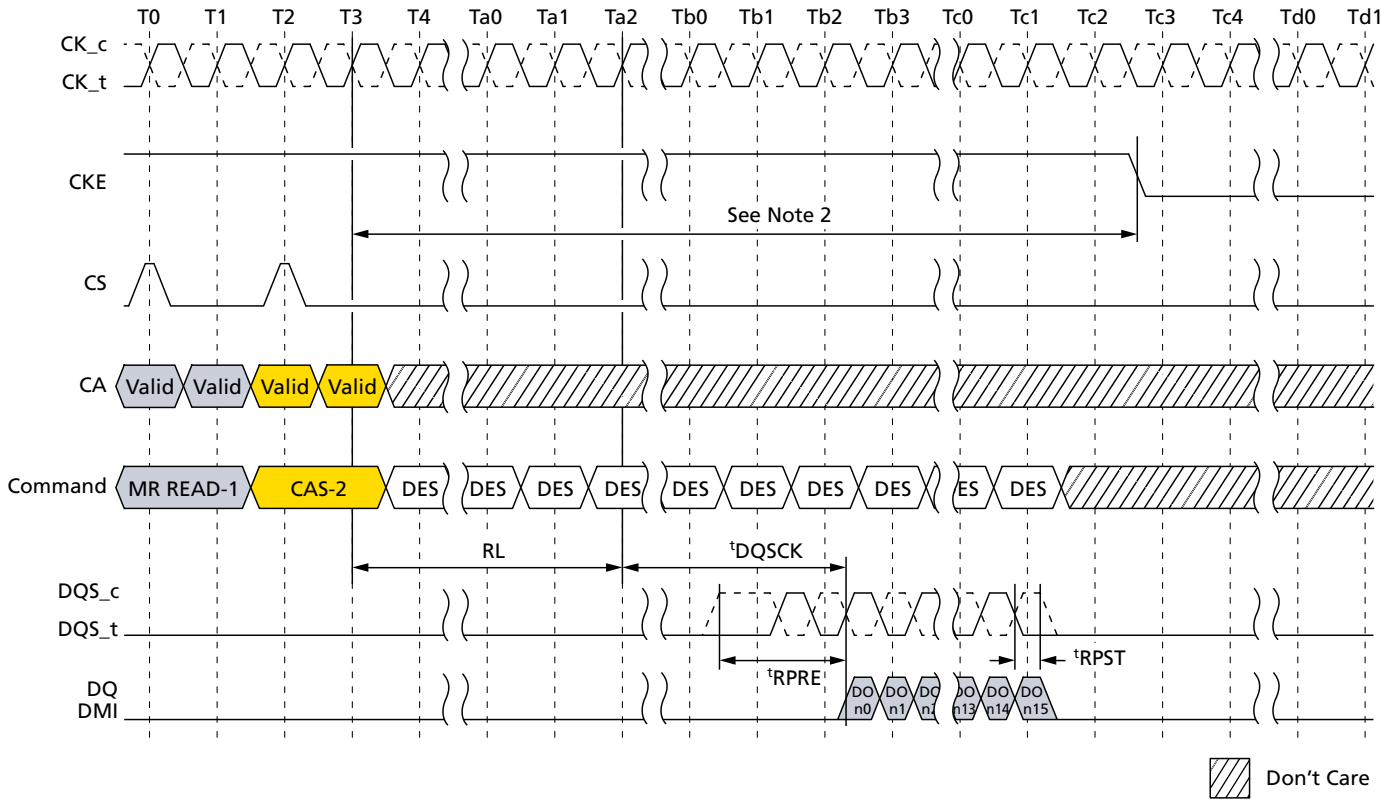 T0 T1 T2 T3 T4 Ta0 Ta1 Ta2 Tb0 Tb1 Tb2 Tb3 Tc0 Tc1 Tc2 Tc3 Tc4 Td0 Td1
CK_c
CK_t
CKE
See Note 2
CS
CA Valid Valid Valid Valid
Command MR READ-1 CAS-2 DES DES DES DES DES DES DES DES ES DES
RL tDQSCK
DQS_c
DQS_t
tRPRE tRPST
DQ
DMI
DO n0 DO n1 DO n2 DO n13 DO n14 DO n15
Don't Care